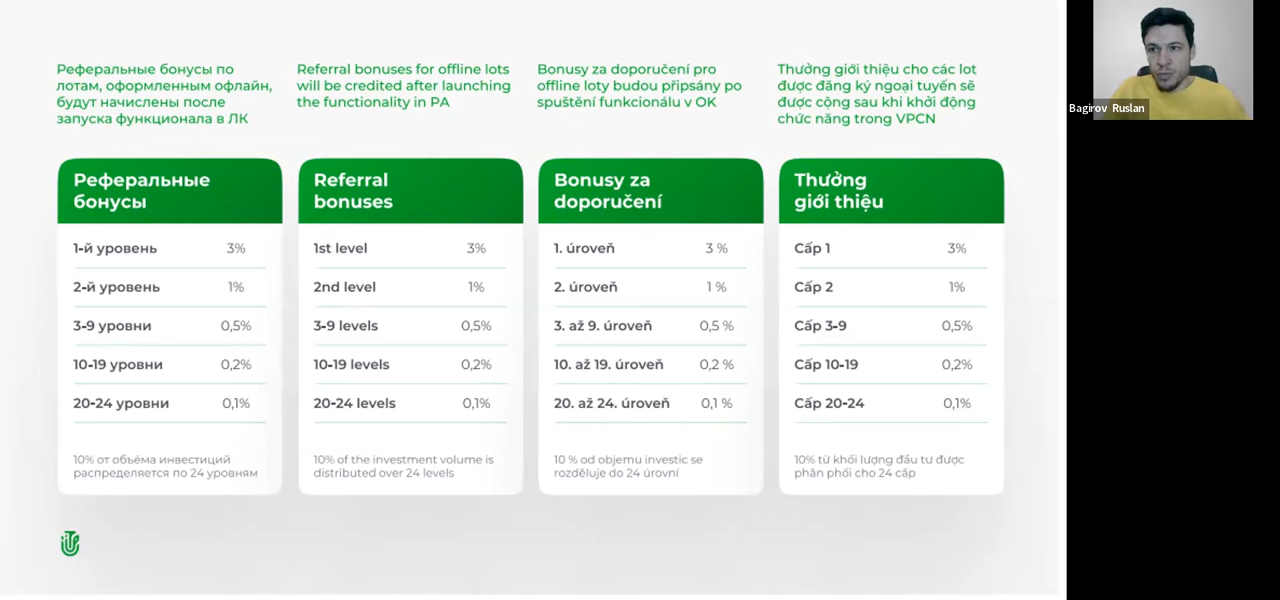 Реферальные бонусы по
лотам, оформленным офлайн,
будут начислены после
запуска функционала в ЛК
Referral bonuses for offline lots
will be credited after launching
the functionality in PA
Bonusy za doporučení pro
offline loty budou připsány po
spuštění funkcionálu v OK
Thưởng giới thiệu cho các lot
được đăng ký ngoại tuyến sẽ
được cộng sau khi khởi động
chức năng trong VPCN
Реферальные
бонусы
1-й уровень 3%
2-й уровень 1%
3-9 уровни 0,5%
10-19 уровни 0,2%
20-24 уровни 0,1%
10% от объёма инвестиций
распределяется по 24 уровням
Referral
bonuses
1st level 3%
2nd level 1%
3-9 levels 0,5%
10-19 levels 0,2%
20-24 levels 0,1%
10% of the investment volume is
distributed over 24 levels
Bonusy za
doporučení
1. úroveň 3 %
2. úroveň 1 %
3. až 9. úroveň 0,5 %
10. až 19. úroveň 0,2 %
20. až 24. úroveň 0,1 %
10 % od objemu investic se
rozděluje do 24 úrovní
Thưởng
giới thiệu
Cấp 1 3%
Cấp 2 1%
Cấp 3-9 0,5%
Cấp 10-19 0,2%
Cấp 20-24 0,1%
10% từ khối lượng đầu tư được
phân phối cho 24 cấp
Bagirov Ruslan